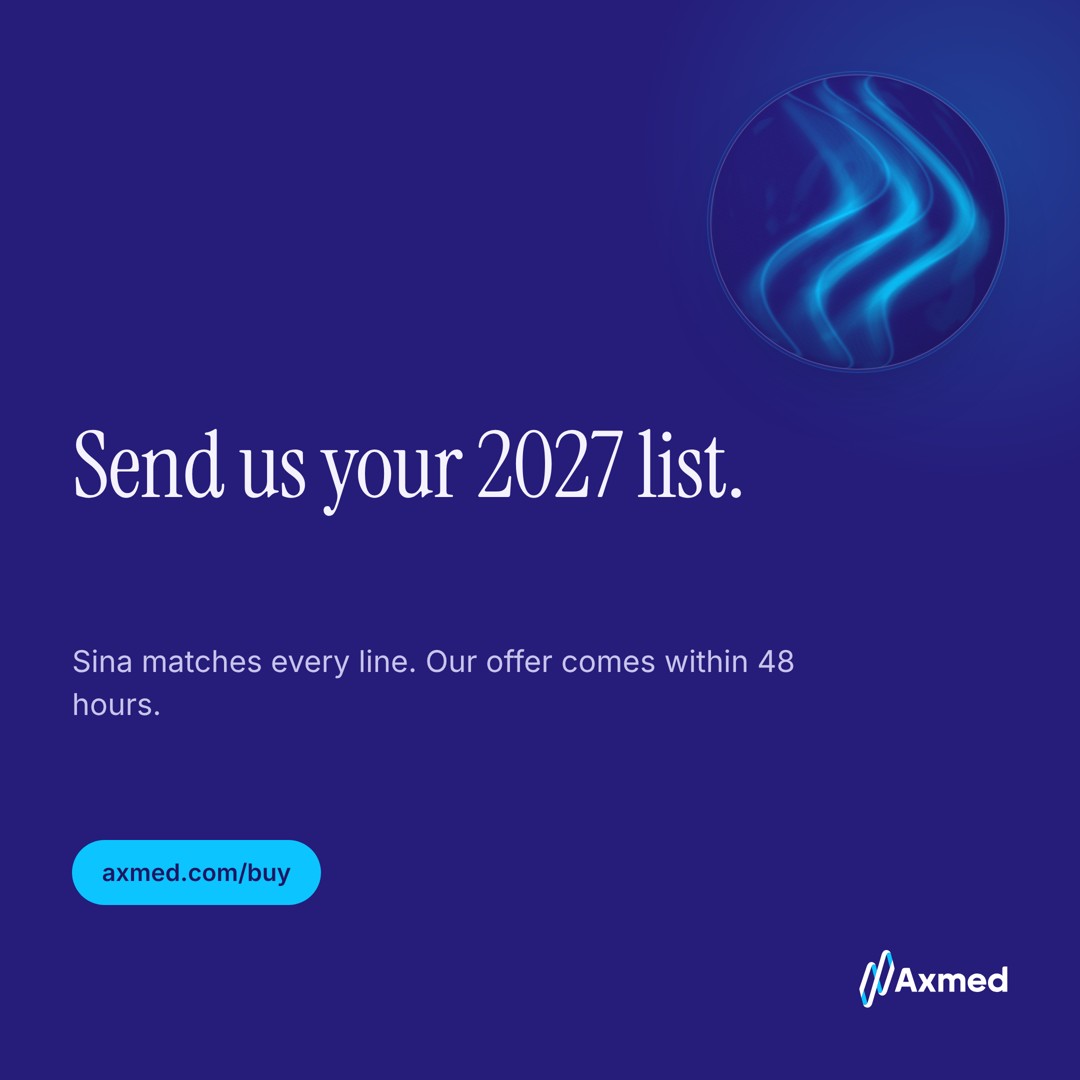 Send us your 2027 list.
Sina matches every line. Our offer comes within 48
hours.
axmed.com/buy
Axmed